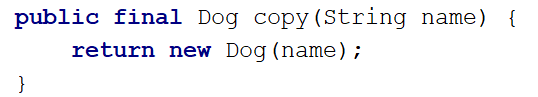 public final Dog copy(String name) {
    return new Dog(name);
}